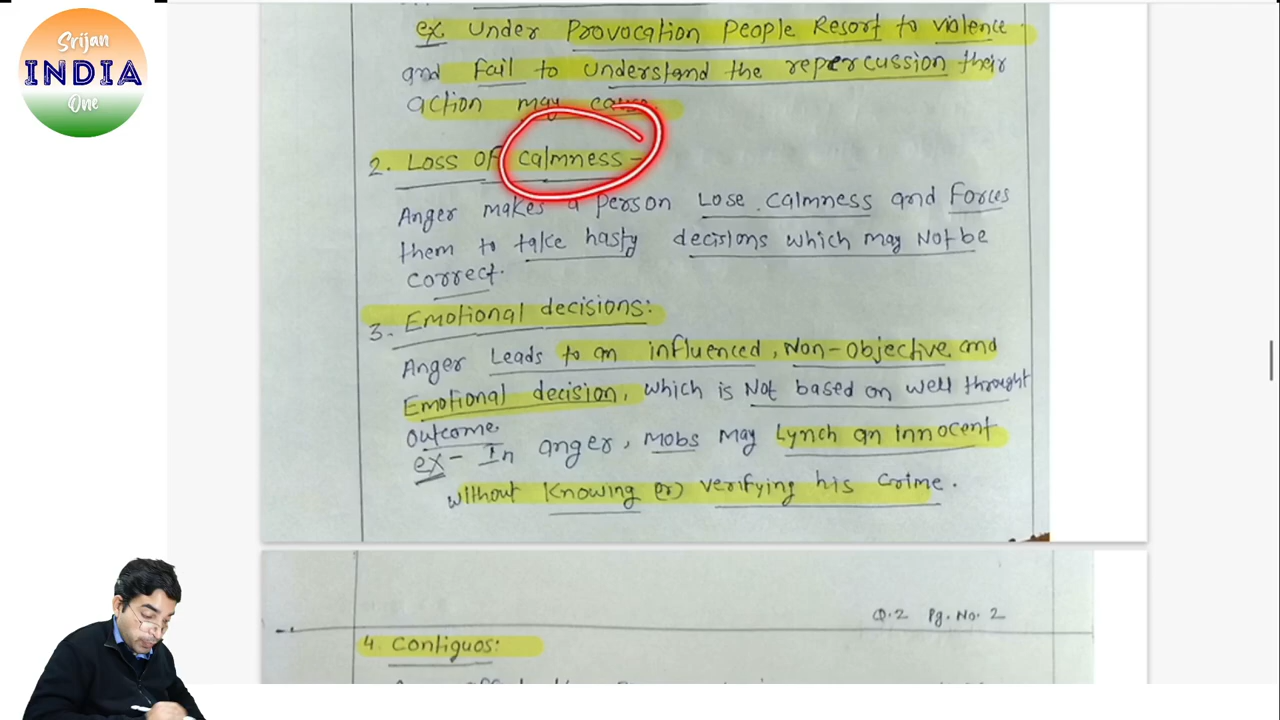 Srijan
INDIA
One
ex Under Provocation People Resort to violence
and Fail to Understand the repercussion their
action may cause.
2. Loss of calmness -
Anger makes a person Lose calmness and Forces
them to take hasty decisions which may Not be
correct.
3. Emotional decisions:
Anger Leads to an influenced, Non-Objective and
Emotional decision, which is Not based on well throught
Outcome.
ex - In anger, Mobs may Lynch an innocent
without Knowing (or) verifying his Crime.
Q.2 Pg. No. 2
4. Contiguos: